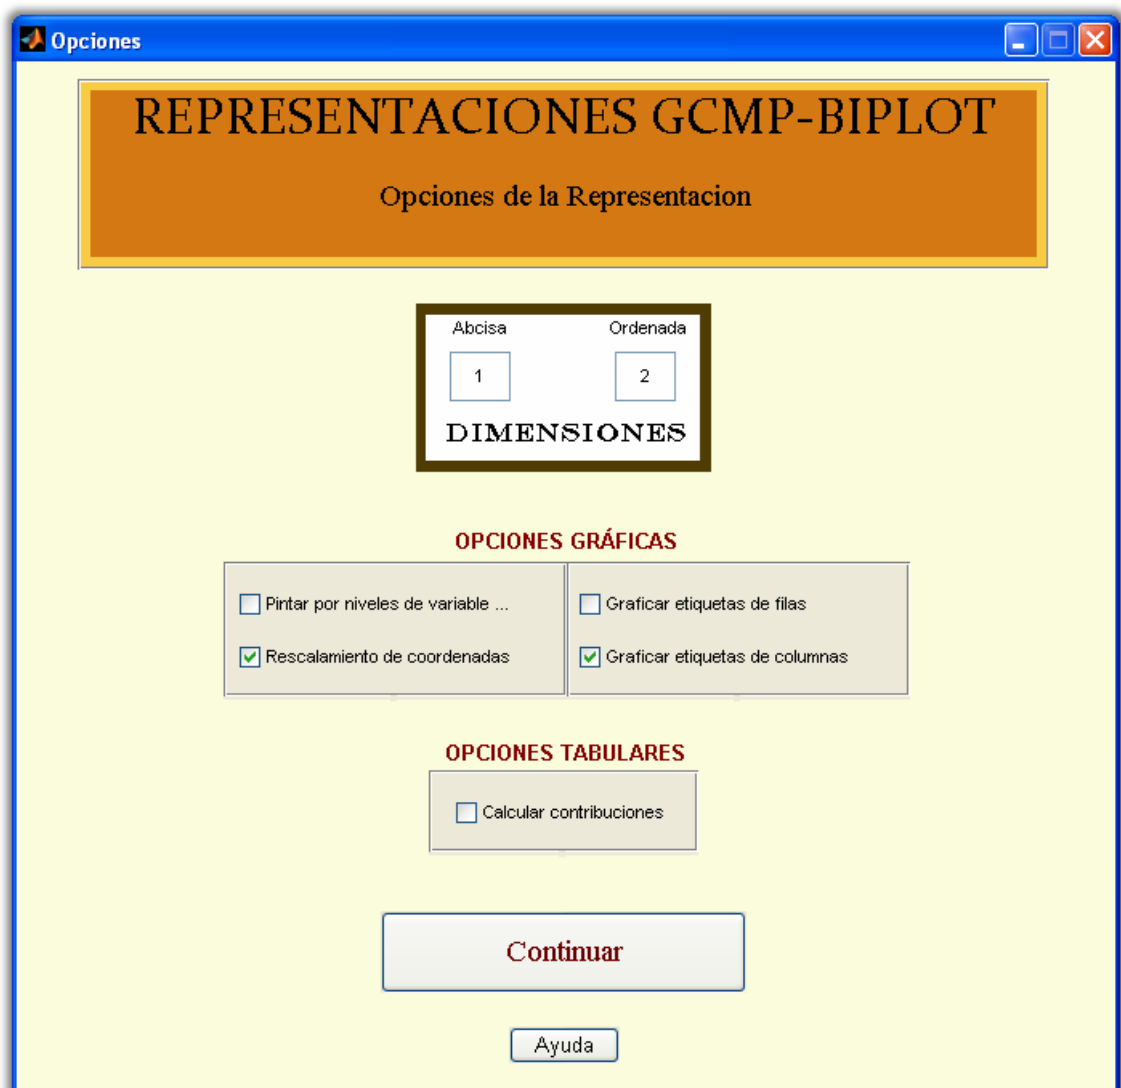 Opciones
REPRESENTACIONES GCMP-BIPLOT
Opciones de la Representacion
Abcisa Ordenada
1 2
DIMENSIONES
OPCIONES GRÁFICAS
Pintar por niveles de variable ... Graficar etiquetas de filas
Rescalamiento de coordenadas Graficar etiquetas de columnas
OPCIONES TABULARES
Calcular contribuciones
Continuar
Ayuda